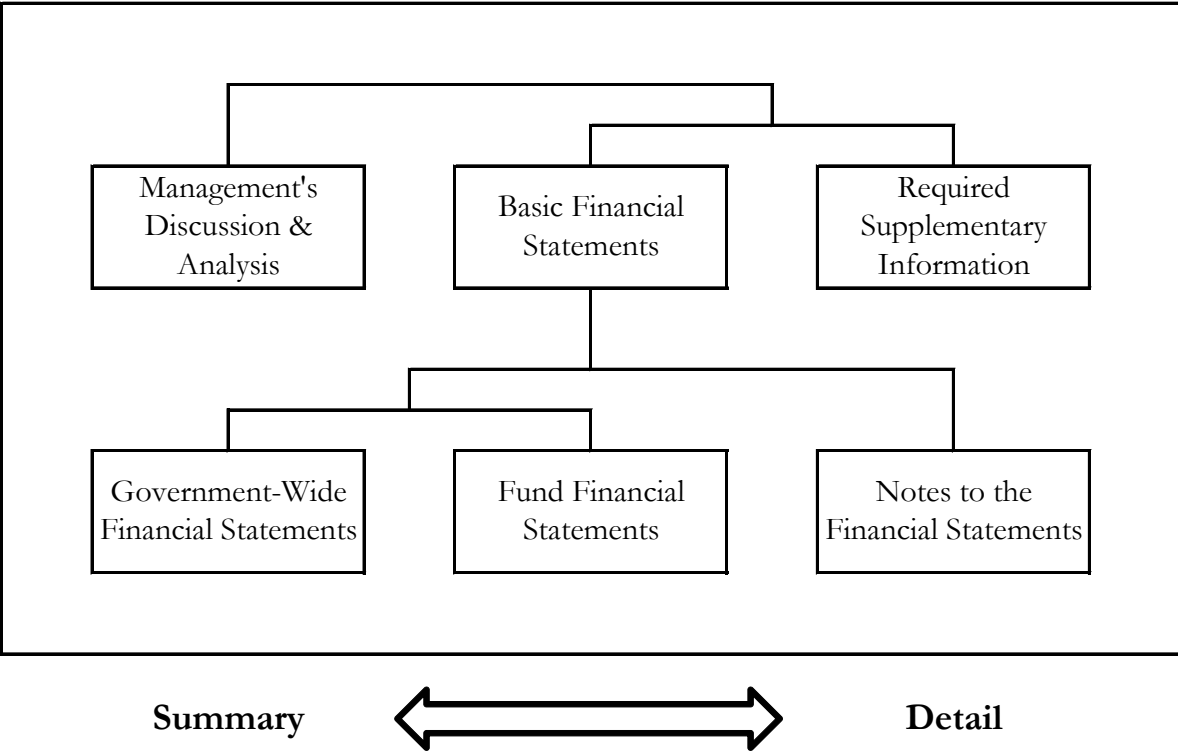 Management's
Discussion &
Analysis
Basic Financial
Statements
Required
Supplementary
Information
Government-Wide
Financial Statements
Fund Financial
Statements
Notes to the
Financial Statements
Summary
Detail